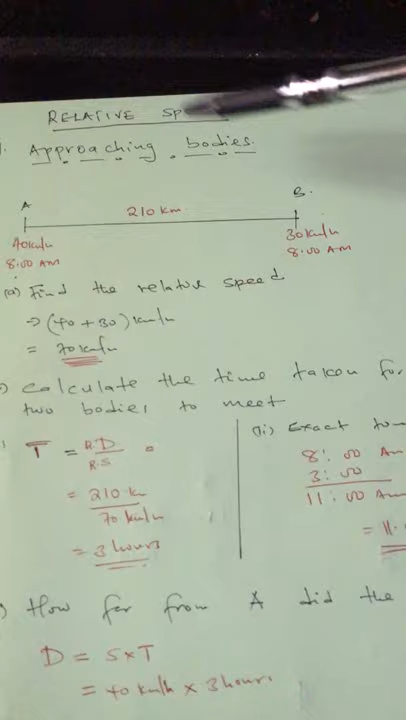 RELATIVE SP
Approaching bodies.
A B.
210 km
40km/h 30km/h
8:00 AM 8:00 AM
(a) Find the relative speed
→ (40 + 30) km/h
= 70km/h
) Calculate the time taken for
two bodies to meet
T = R.D
R.S
= 210 km
70 km/h
= 3 hours
(ii) Exact
8: 00 Am
3: 00
11: 00 Am
= 11.
) How far from A did the
D = S×T
= 40 km/h × 3 hours